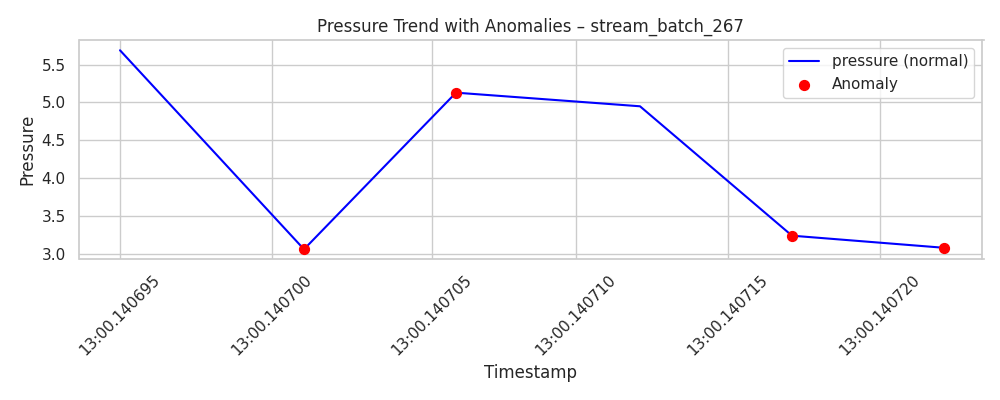 Pressure Trend with Anomalies – stream_batch_267
pressure (normal)
Anomaly
Pressure
5.5
5.0
4.5
4.0
3.5
3.0
13:00.140695
13:00.140700
13:00.140705
13:00.140710
13:00.140715
13:00.140720
Timestamp